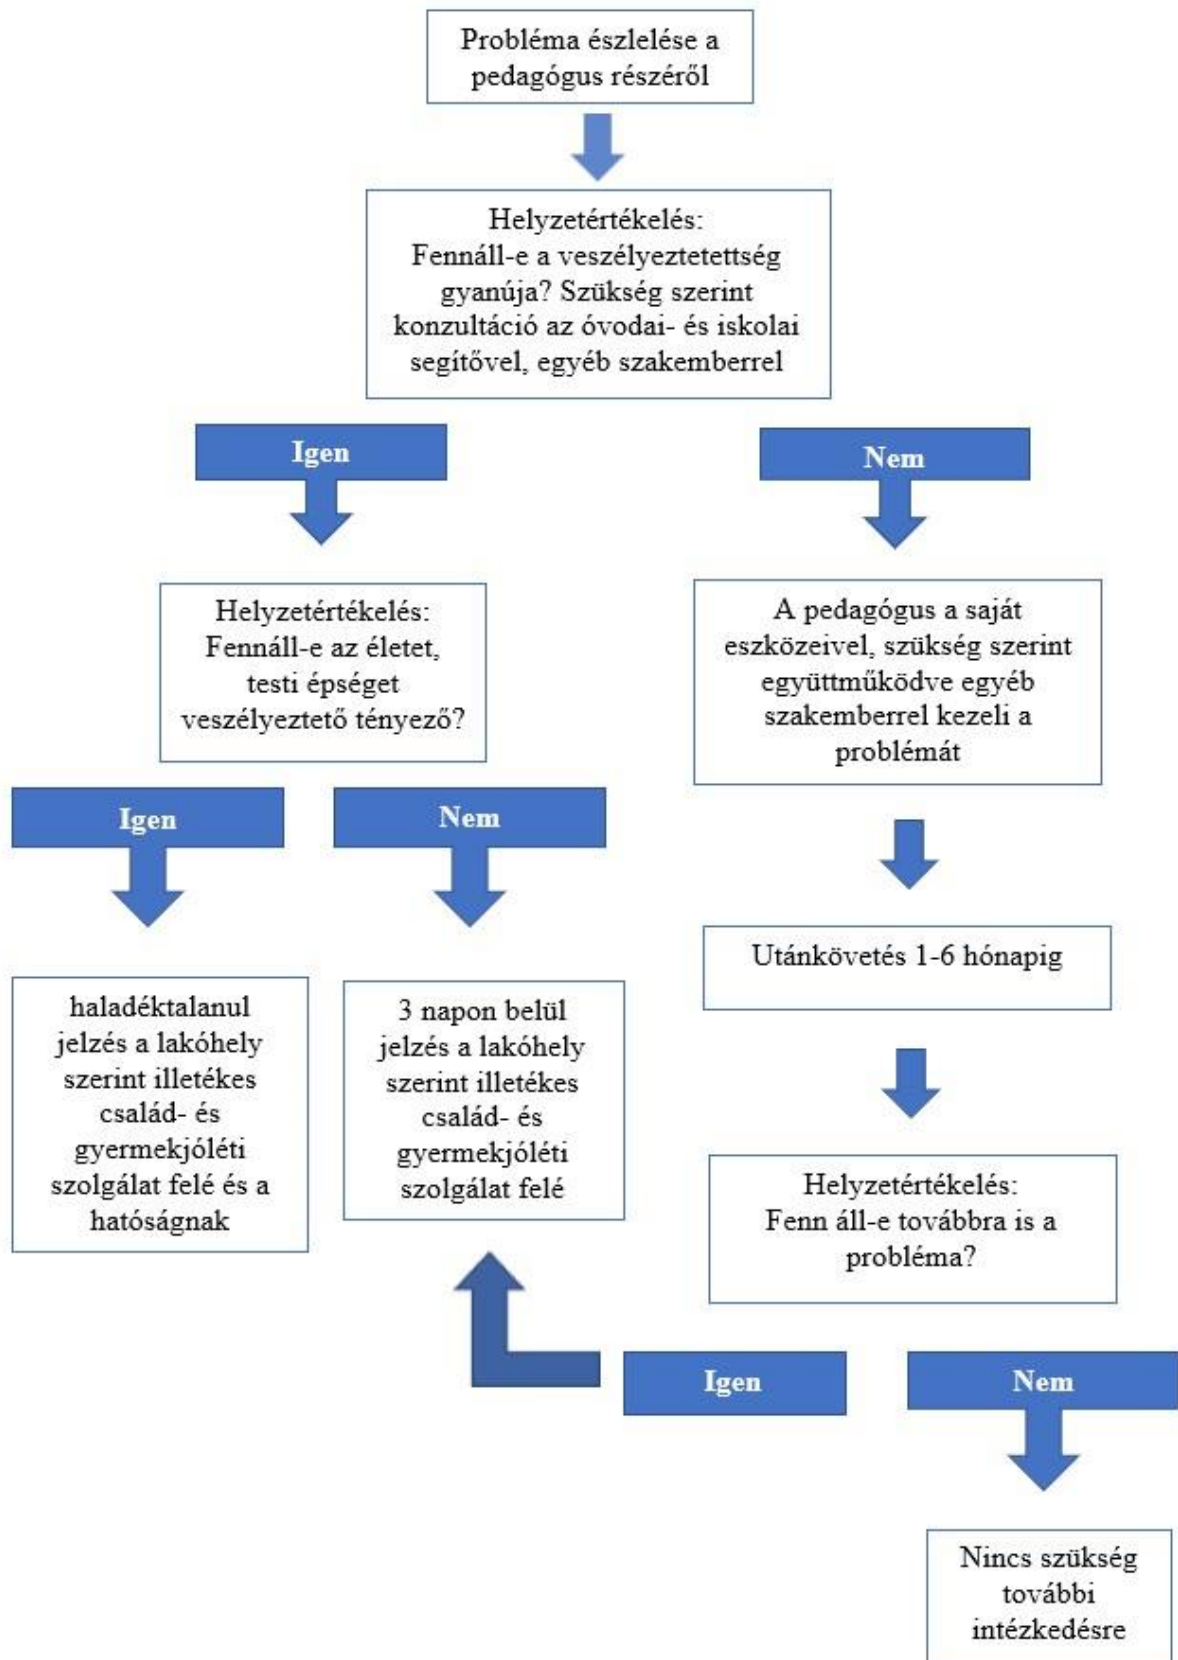 Probléma észlelése a
pedagógus részéről
Helyzetértékelés:
Fennáll-e a veszélyeztetettség
gyanúja? Szükség szerint
konzultáció az óvodai- és iskolai
segítővel, egyéb szakemberrel
Igen
Nem
Helyzetértékelés:
Fennáll-e az életet,
testi épséget
veszélyeztető tényező?
A pedagógus a saját
eszközeivel, szükség szerint
együttműködve egyéb
szakemberrel kezeli a
problémát
Igen
Nem
Utánkövetés 1-6 hónapig
haladéktalanul
jelzés a lakóhely
szerint illetékes
család- és
gyermekjóléti
szolgálat felé és a
hatóságnak
3 napon belül
jelzés a lakóhely
szerint illetékes
család- és
gyermekjóléti
szolgálat felé
Helyzetértékelés:
Fenn áll-e továbbra is a
probléma?
Igen
Nem
Nincs szükség
további
intézkedésre